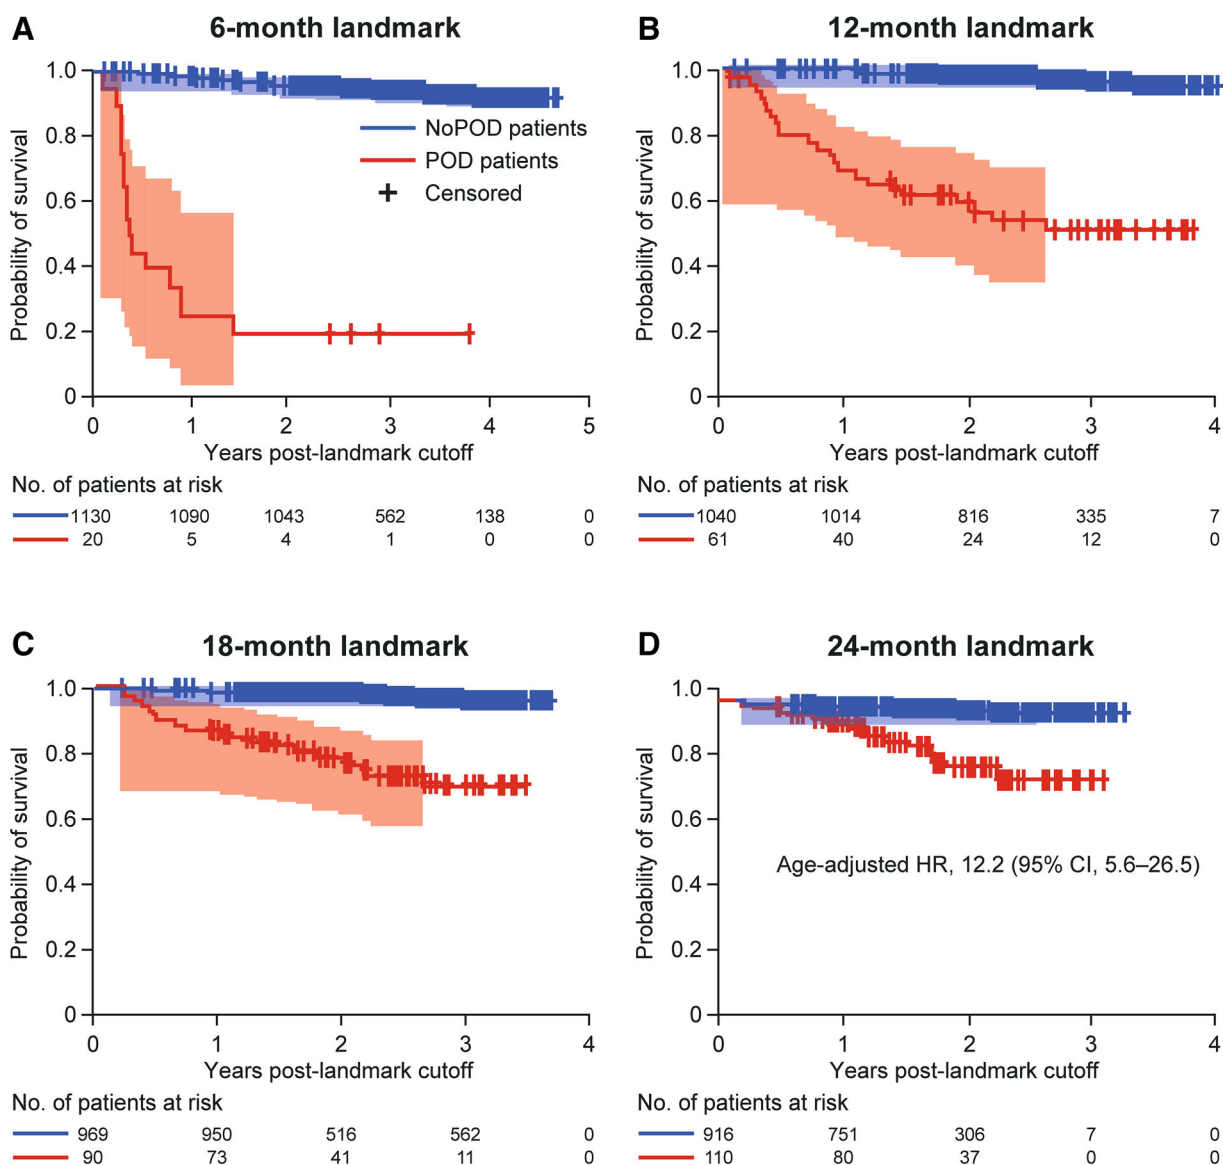 A 6-month landmark
1.0
0.8
0.6
0.4
0.2
0
Probability of survival
NoPOD patients
POD patients
Censored
0 1 2 3 4 5
Years post-landmark cutoff
No. of patients at risk
1130 1090 1043 562 138 0
20 5 4 1 0 0
B 12-month landmark
1.0
0.8
0.6
0.4
0.2
0
Probability of survival
0 1 2 3 4
Years post-landmark cutoff
No. of patients at risk
1040 1014 816 335 7
61 40 24 12 0
C 18-month landmark
1.0
0.8
0.6
0.4
0.2
0
Probability of survival
0 1 2 3 4
Years post-landmark cutoff
No. of patients at risk
969 950 516 562 0
90 73 41 11 0
D 24-month landmark
1.0
0.8
0.6
0.4
0.2
0
Probability of survival
Age-adjusted HR, 12.2 (95% CI, 5.6–26.5)
0 1 2 3 4
Years post-landmark cutoff
No. of patients at risk
916 751 306 7 0
110 80 37 0 0